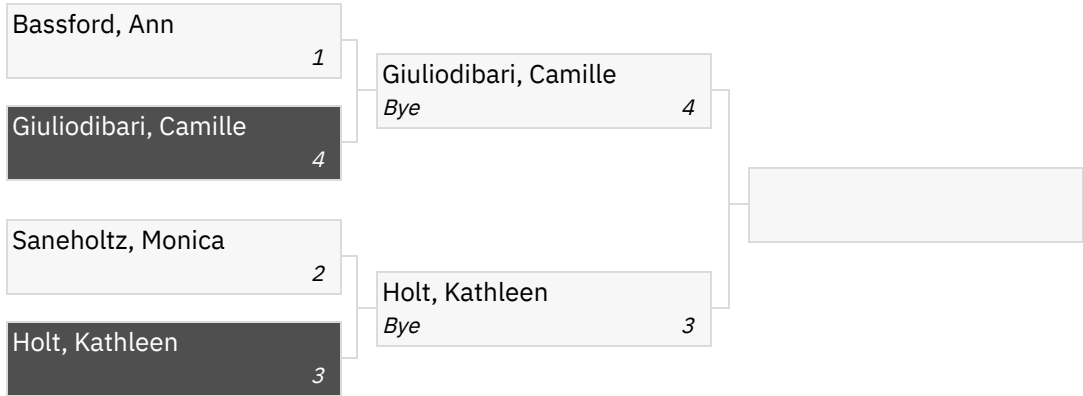 Bassford, Ann
1
Giuliodibari, Camille
4
Saneholtz, Monica
2
Holt, Kathleen
3
Giuliodibari, Camille
Bye 4
Holt, Kathleen
Bye 3